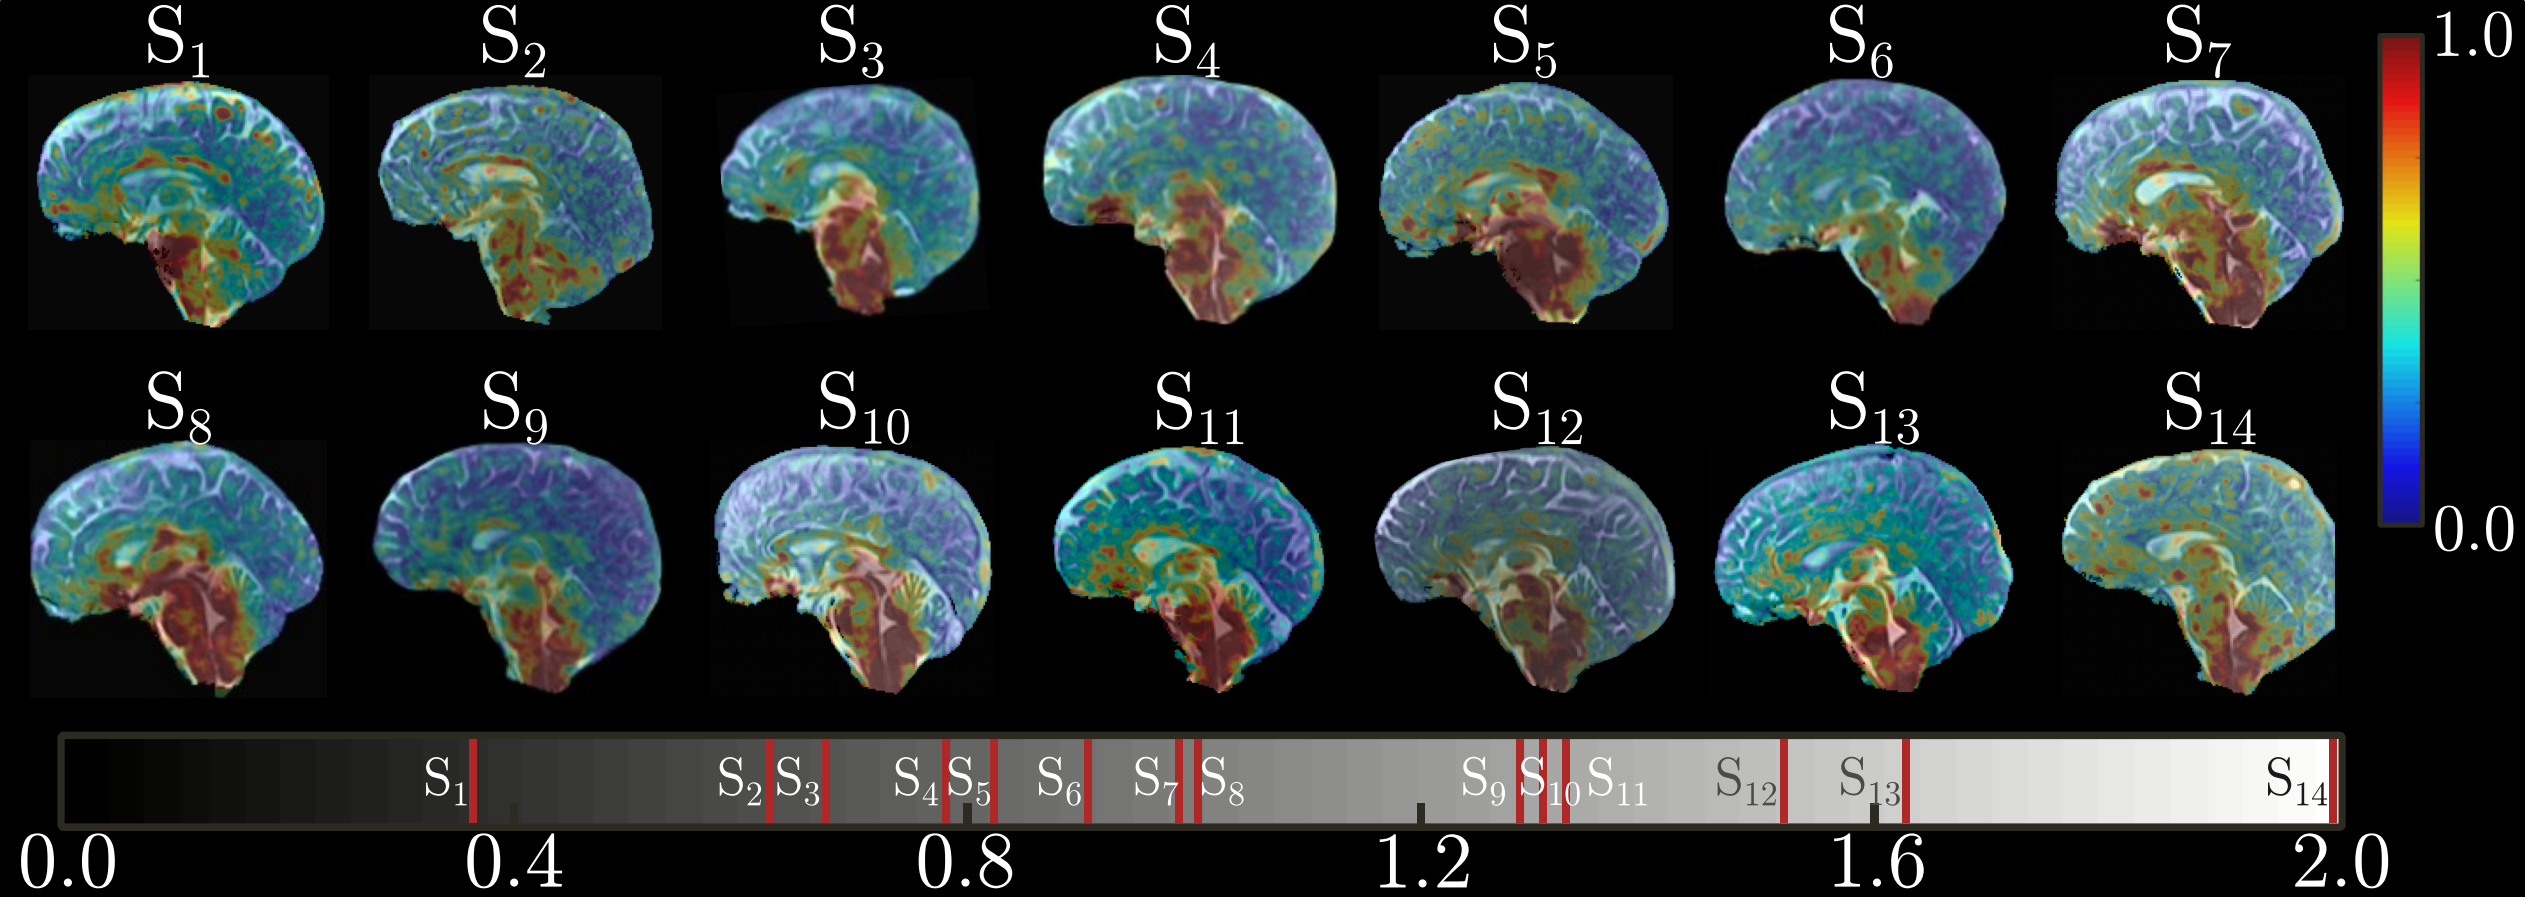 S1 S2 S3 S4 S5 S6 S7
1.0
S8 S9 S10 S11 S12 S13 S14
0.0
S1 S2 S3 S4 S5 S6 S7 S8 S9 S10 S11 S12 S13 S14
0.0 0.4 0.8 1.2 1.6 2.0